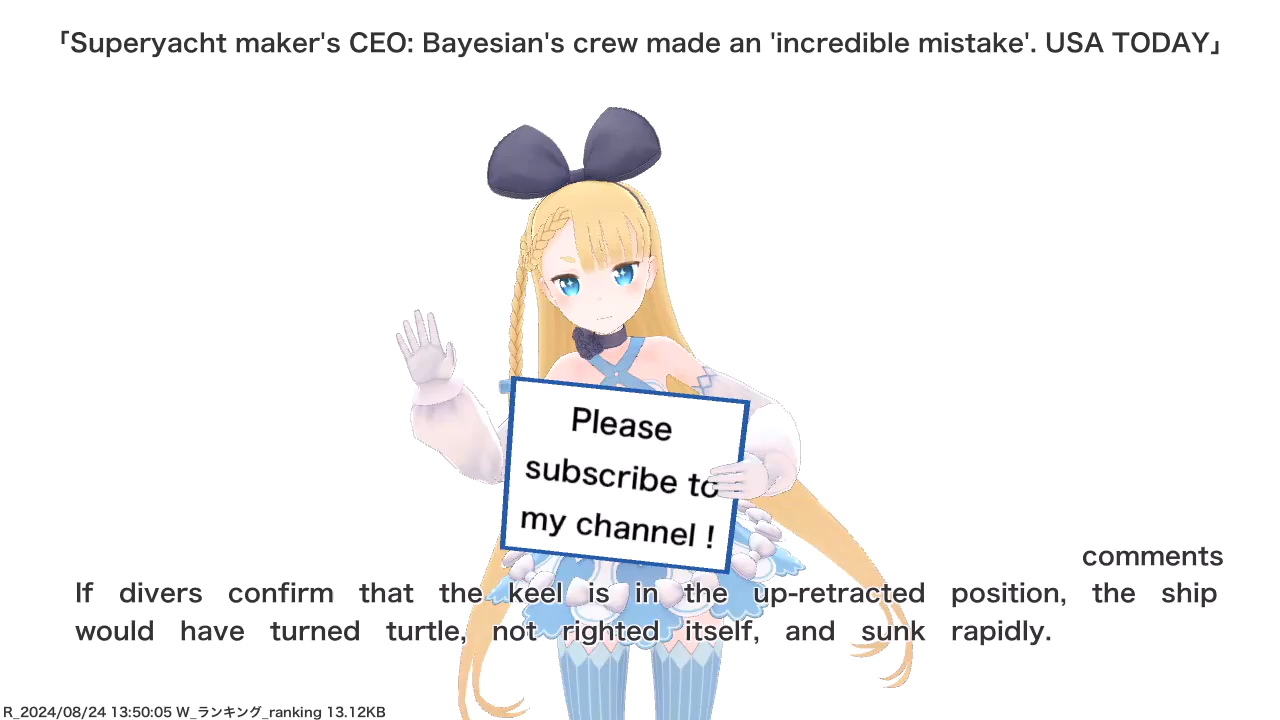 「Superyacht maker's CEO: Bayesian's crew made an 'incredible mistake'. USA TODAY」
Please
subscribe to
my channel !
comments
If divers confirm that the keel is in the up-retracted position, the ship
would have turned turtle, not righted itself, and sunk rapidly.
R_2024/08/24 13:50:05 W_ランキング_ranking 13.12KB